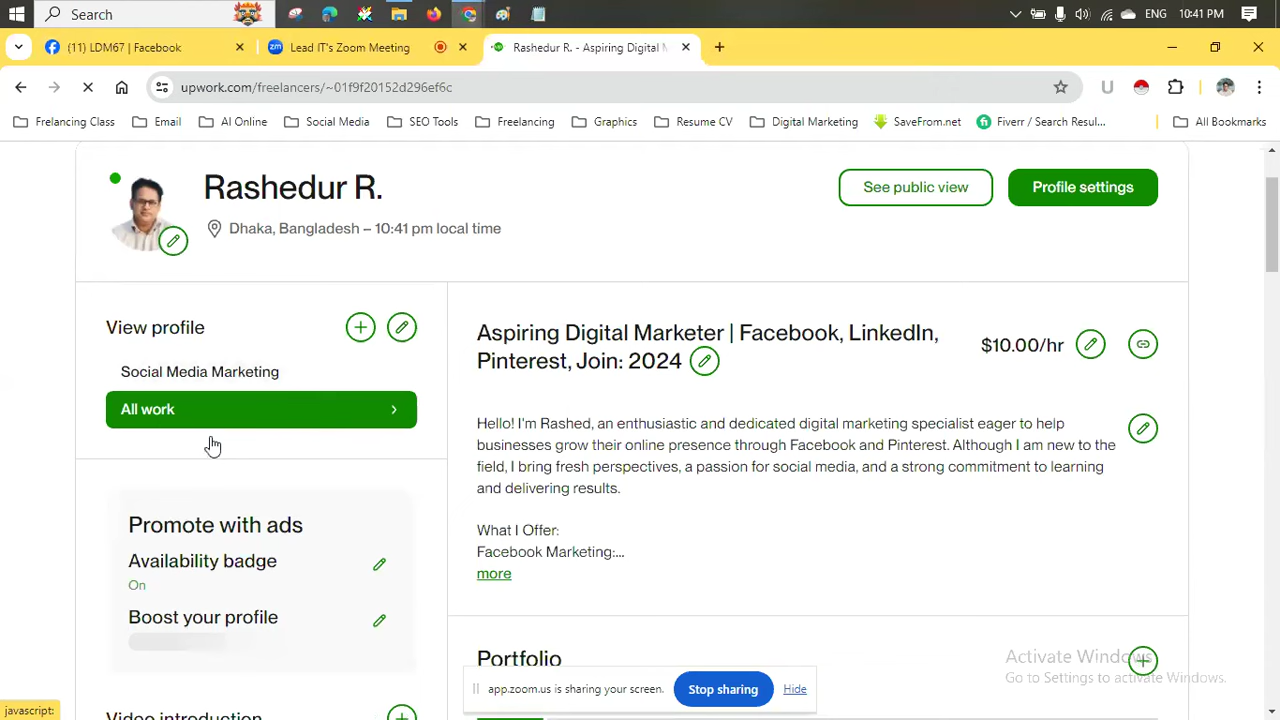 Search
ENG
10:41 PM
(11) LDM67 | Facebook
Lead IT's Zoom Meeting
Rashedur R. - Aspiring Digital M
upwork.com/freelancers/~01f9f20152d296ef6c
Frelancing Class
Email
AI Online
Social Media
SEO Tools
Freelancing
Graphics
Resume CV
Digital Marketing
SaveFrom.net
Fiverr / Search Resul...
All Bookmarks
Rashedur R.
Dhaka, Bangladesh – 10:41 pm local time
See public view
Profile settings
View profile
Social Media Marketing
All work
Aspiring Digital Marketer | Facebook, LinkedIn,
Pinterest, Join: 2024
$10.00/hr
Hello! I'm Rashed, an enthusiastic and dedicated digital marketing specialist eager to help
businesses grow their online presence through Facebook and Pinterest. Although I am new to the
field, I bring fresh perspectives, a passion for social media, and a strong commitment to learning
and delivering results.
What I Offer:
Facebook Marketing:...
more
Promote with ads
Availability badge
On
Boost your profile
Video introduction
Portfolio
Activate Windows
Go to Settings to activate Windows.
app.zoom.us is sharing your screen.
Stop sharing
Hide
javascript: